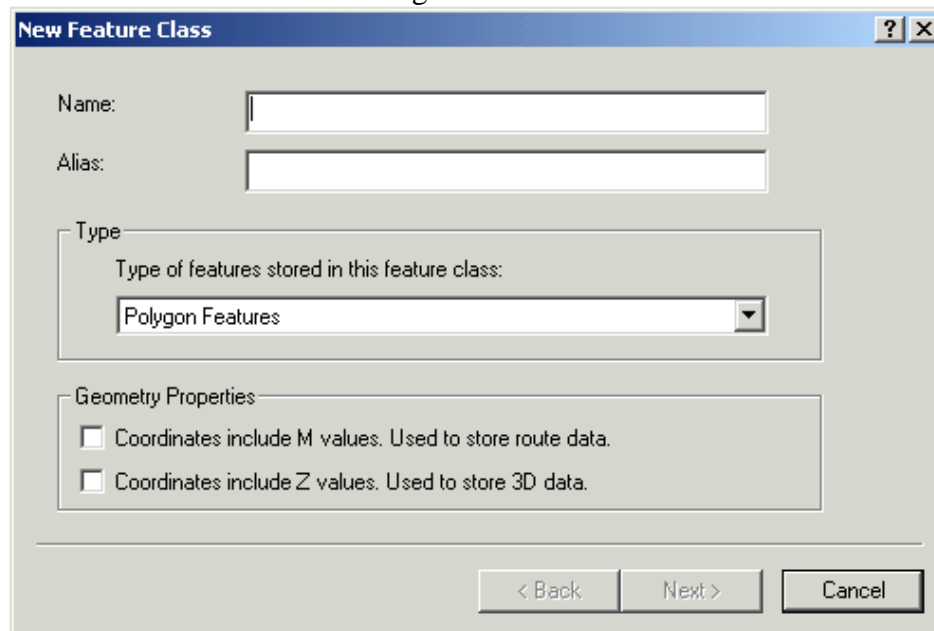 New Feature Class
Name:
Alias:
Type
Type of features stored in this feature class:
Polygon Features
Geometry Properties
Coordinates include M values. Used to store route data.
Coordinates include Z values. Used to store 3D data.
< Back Next > Cancel